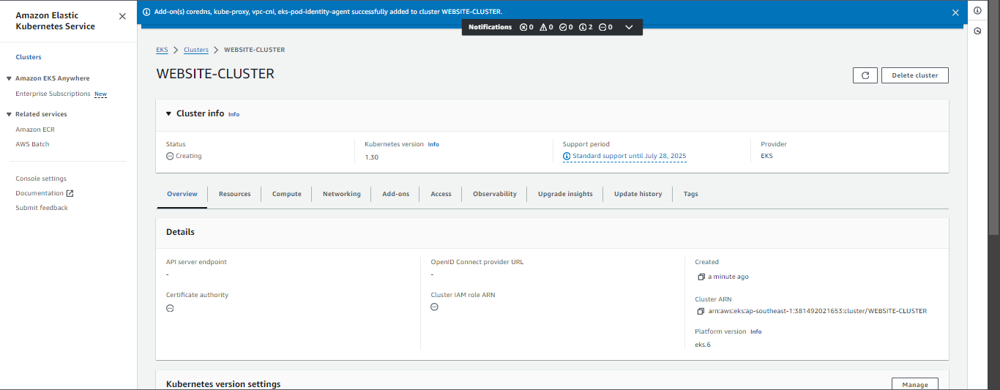 Amazon Elastic
Kubernetes Service
Clusters
Amazon EKS Anywhere
Enterprise Subscriptions New
Related services
Amazon ECR
AWS Batch
Console settings
Documentation
Submit feedback
Add-on(s) coredns, kube-proxy, vpc-cni, eks-pod-identity-agent successfully added to cluster WEBSITE-CLUSTER.
Notifications 0 0 0 2 0
EKS > Clusters > WEBSITE-CLUSTER
WEBSITE-CLUSTER
Delete cluster
Cluster info Info
Status
Creating
Kubernetes version Info
1.30
Support period
Standard support until July 28, 2025
Provider
EKS
Overview Resources Compute Networking Add-ons Access Observability Upgrade insights Update history Tags
Details
API server endpoint
-
Certificate authority
OpenID Connect provider URL
-
Cluster IAM role ARN
Created
a minute ago
Cluster ARN
arn:aws:eks:ap-southeast-1:381492021653:cluster/WEBSITE-CLUSTER
Platform version Info
eks.6
Kubernetes version settings
Manage